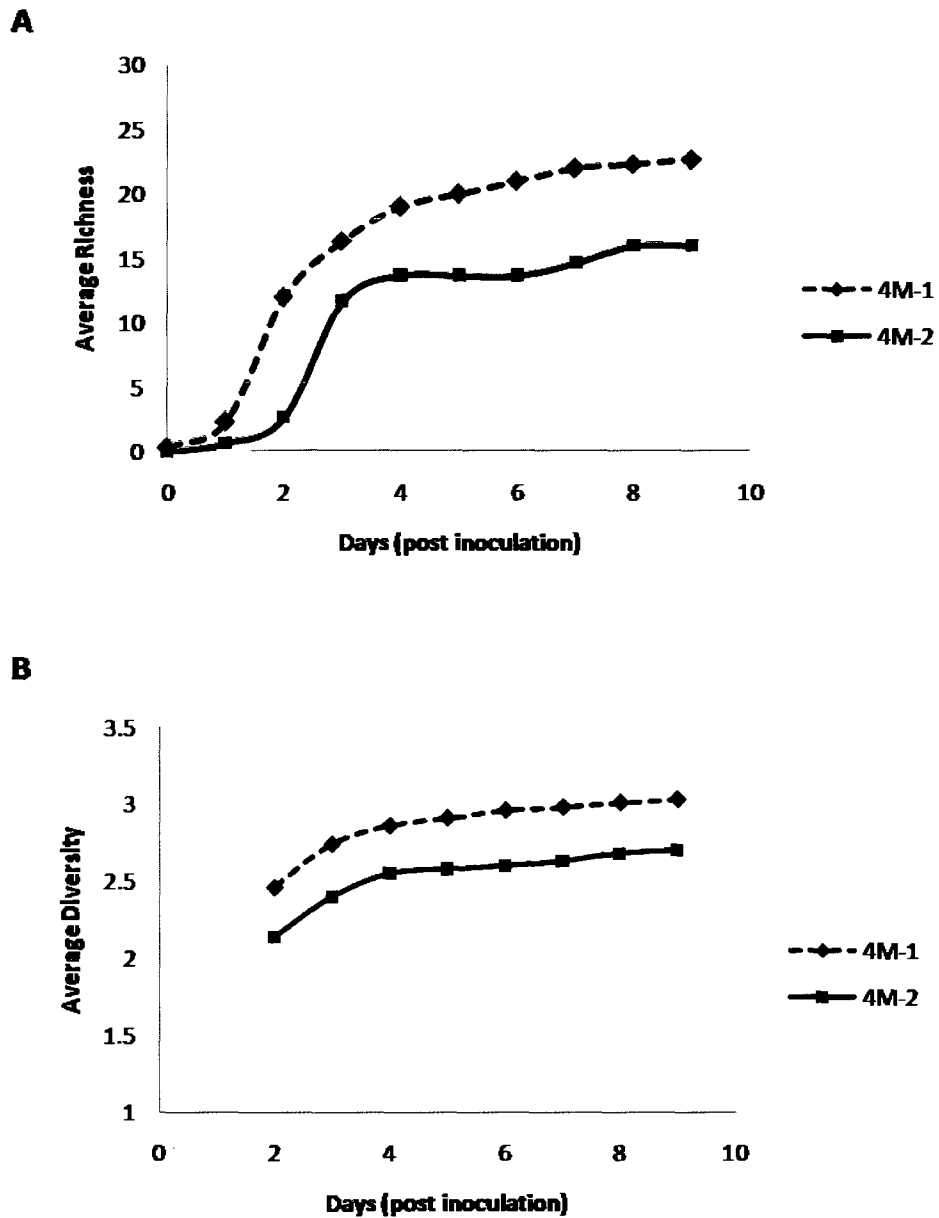 A
30
25
20
15
10
5
0
Average Richness
0 2 4 6 8 10
Days (post inoculation)
4M-1
4M-2
B
3.5
3
2.5
2
1.5
1
Average Diversity
0 2 4 6 8 10
Days (post inoculation)
4M-1
4M-2